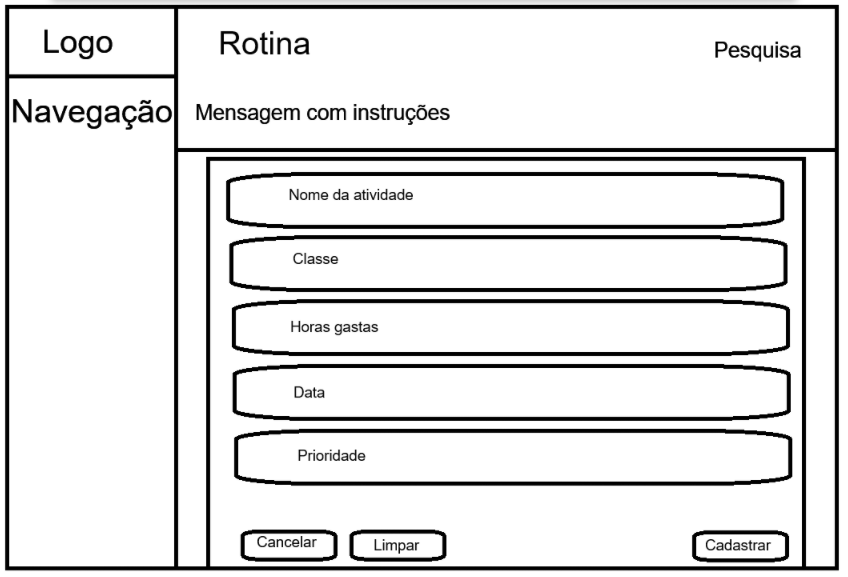 Logo
Rotina
Pesquisa
Navegação
Mensagem com instruções
Nome da atividade
Classe
Horas gastas
Data
Prioridade
Cancelar
Limpar
Cadastrar